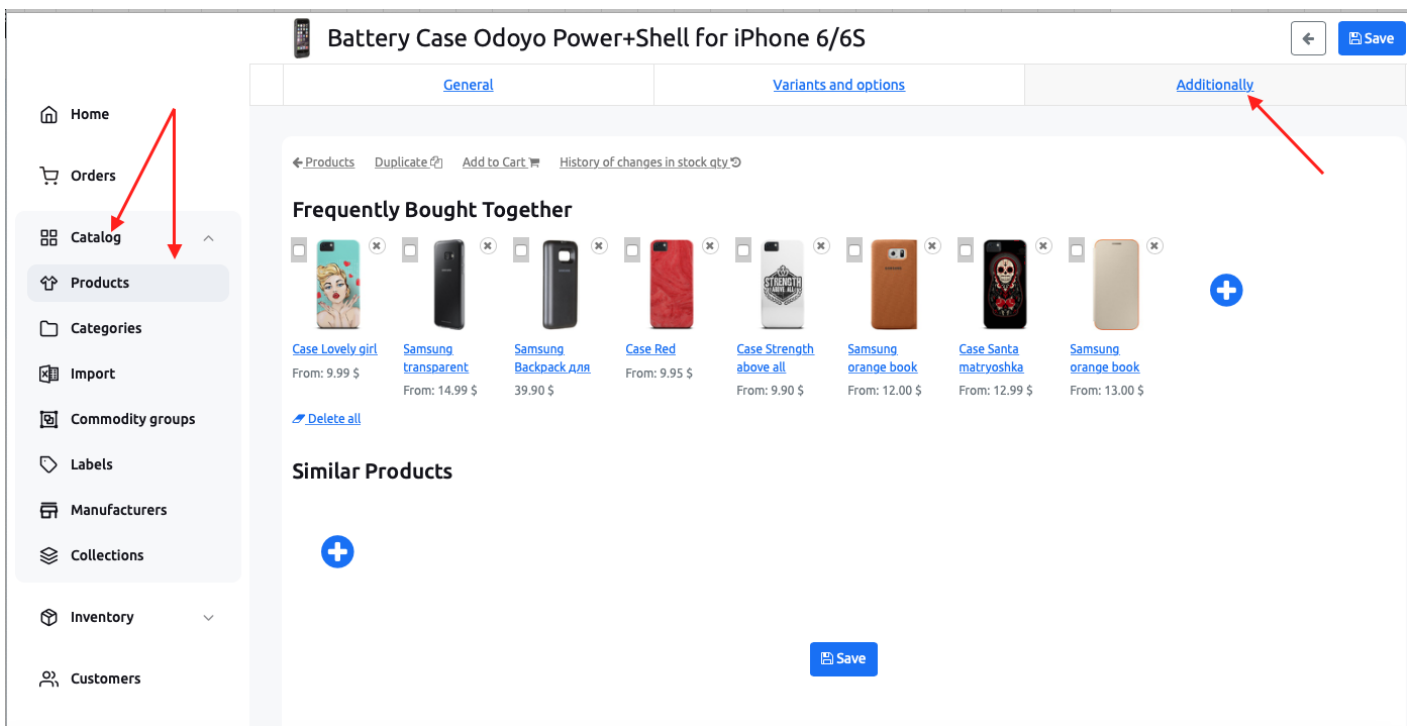 Battery Case Odoyo Power+Shell for iPhone 6/6S
Save
General
Variants and options
Additionally
Home
Orders
Catalog
Products
Categories
Import
Commodity groups
Labels
Manufacturers
Collections
Inventory
Customers
Products Duplicate Add to Cart History of changes in stock qty
Frequently Bought Together
STRENGTH
ABOVE ALL
Case Lovely girl
From: 9.99 $
Samsung
transparent
From: 14.99 $
Samsung
Backpack для
39.90 $
Case Red
From: 9.95 $
Case Strength
above all
From: 9.90 $
Samsung
orange book
From: 12.00 $
Case Santa
matryoshka
From: 12.99 $
Samsung
orange book
From: 13.00 $
Delete all
Similar Products
Save